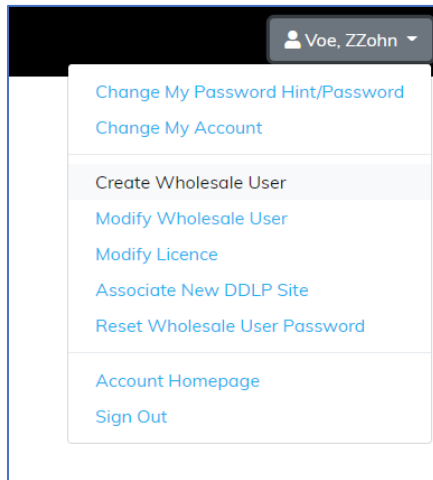 Voe, ZZohn
Change My Password Hint/Password
Change My Account
Create Wholesale User
Modify Wholesale User
Modify Licence
Associate New DDLP Site
Reset Wholesale User Password
Account Homepage
Sign Out